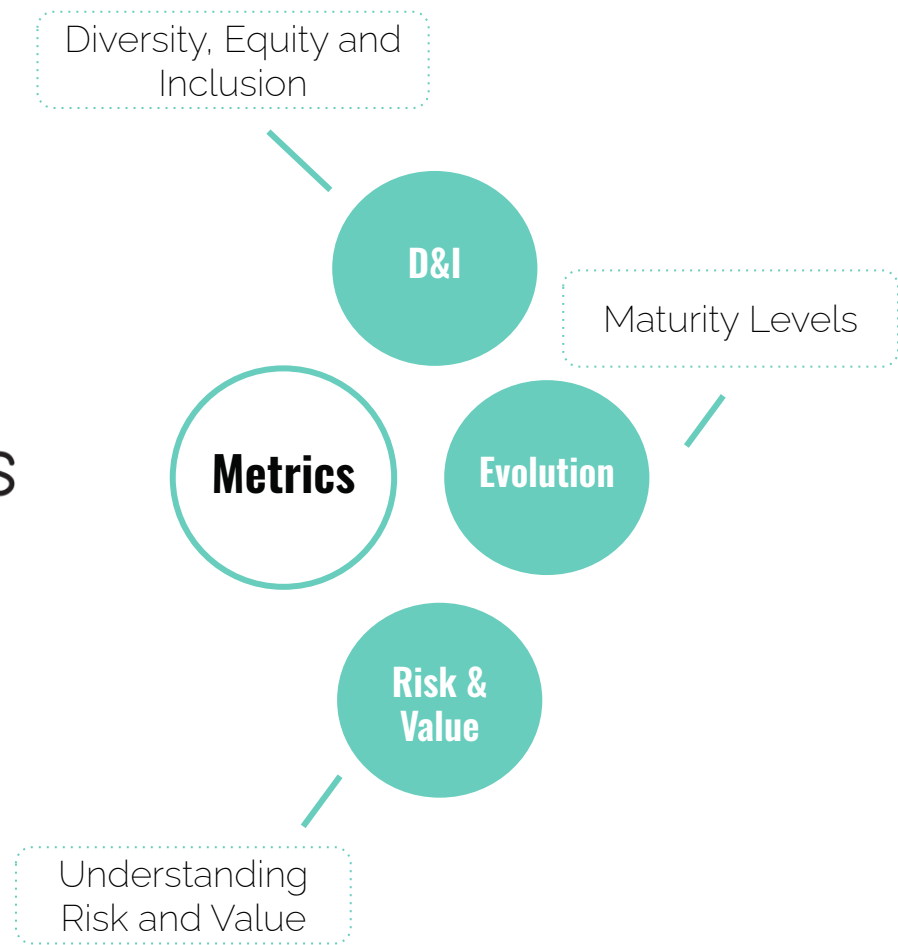 Diversity, Equity and
Inclusion
D&I
Maturity Levels
Metrics
Evolution
Risk &
Value
Understanding
Risk and Value